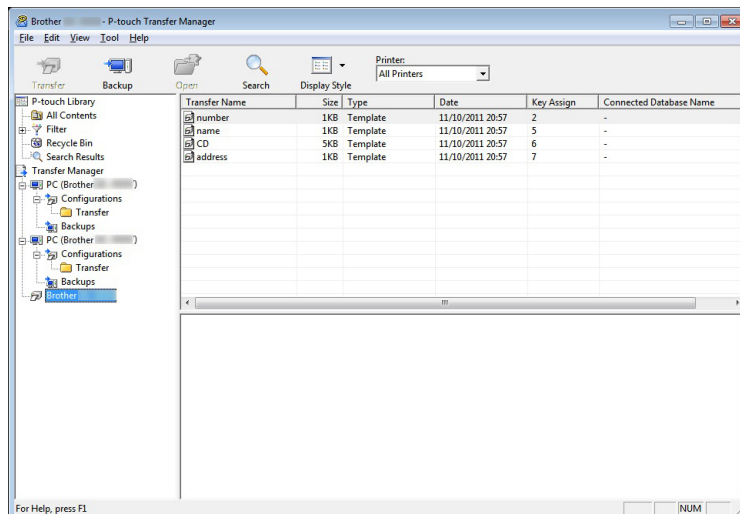 Brother - P-touch Transfer Manager
File Edit View Tool Help
Transfer Backup Open Search Display Style Printer:
All Printers
P-touch Library
All Contents
Filter
Recycle Bin
Search Results
Transfer Manager
PC (Brother )
Configurations
Transfer
Backups
PC (Brother )
Configurations
Transfer
Backups
Brother
Transfer Name Size Type Date Key Assign Connected Database Name
number 1KB Template 11/10/2011 20:57 2 -
name 1KB Template 11/10/2011 20:57 5 -
CD 5KB Template 11/10/2011 20:57 6 -
address 1KB Template 11/10/2011 20:57 7 -
For Help, press F1 NUM